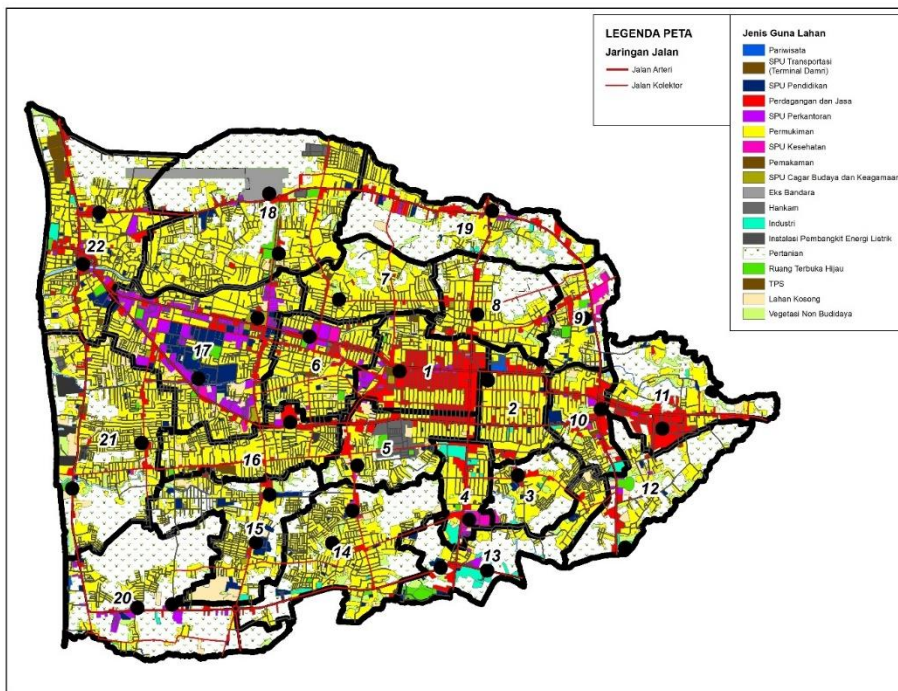 LEGENDA PETA
Jaringan Jalan
Jalan Arteri
Jalan Kolektor
Jenis Guna Lahan
Pariwisata
SPU Transportasi
(Terminal Damri)
SPU Pendidikan
Perdagangan dan Jasa
SPU Perkantoran
Permukiman
SPU Kesehatan
Pemakaman
SPU Cagar Budaya dan Keagamaan
Eks Bandara
Hankam
Industri
Instalasi Pembangkit Energi Listrik
Pertanian
Ruang Terbuka Hijau
TPS
Lahan Kosong
Vegetasi Non Budidaya
18
19
22
7
8
9
17
6
1
11
2
10
21
5
16
3
12
4
15
14
13
20